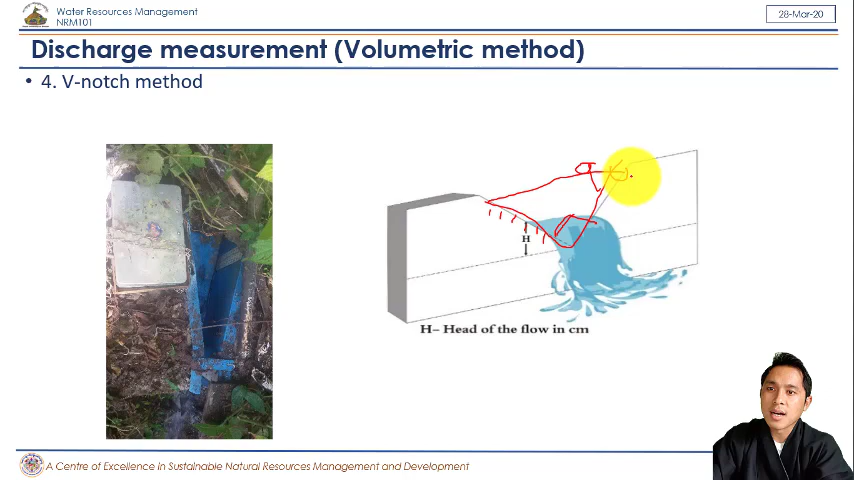 Water Resources Management
NRM101
28-Mar-20
Discharge measurement (Volumetric method)
• 4. V-notch method
H
H– Head of the flow in cm
A Centre of Excellence in Sustainable Natural Resources Management and Development